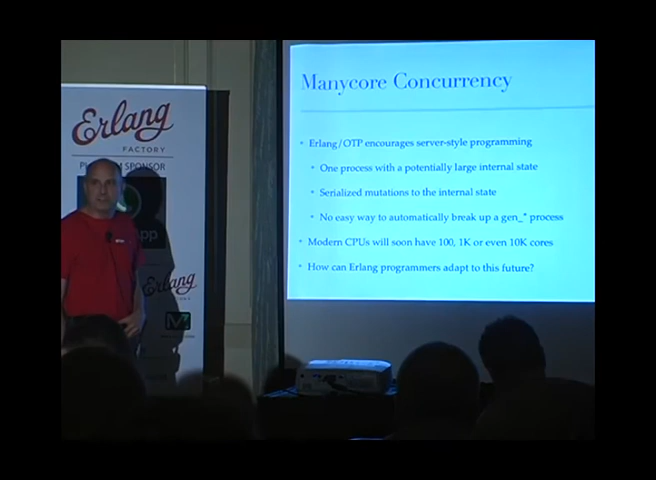 Erlang
FACTORY
SPONSOR
pp
Erlang
Manycore Concurrency
Erlang/OTP encourages server-style programming
One process with a potentially large internal state
Serialized mutations to the internal state
No easy way to automatically break up a gen_* process
Modern CPUs will soon have 100, 1K or even 10K cores
How can Erlang programmers adapt to this future?